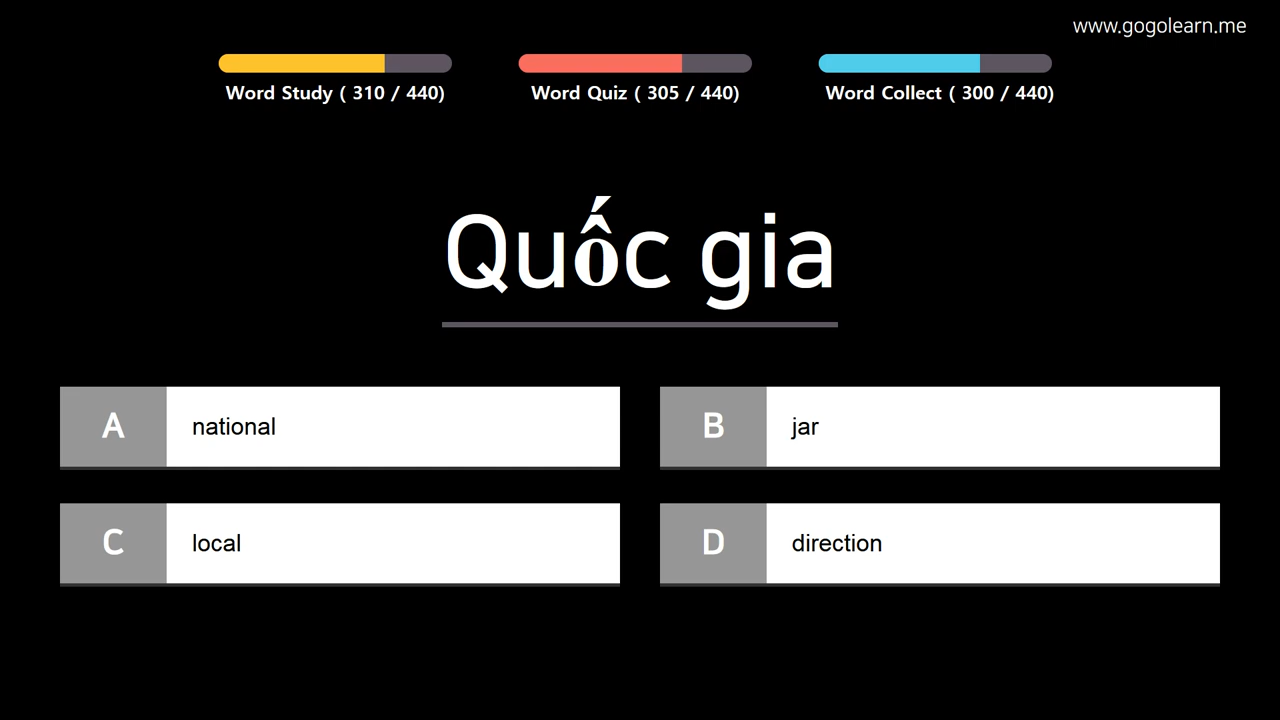 www.gogolearn.me
Word Study ( 310 / 440)
Word Quiz ( 305 / 440)
Word Collect ( 300 / 440)
Quốc gia
A national
B jar
C local
D direction